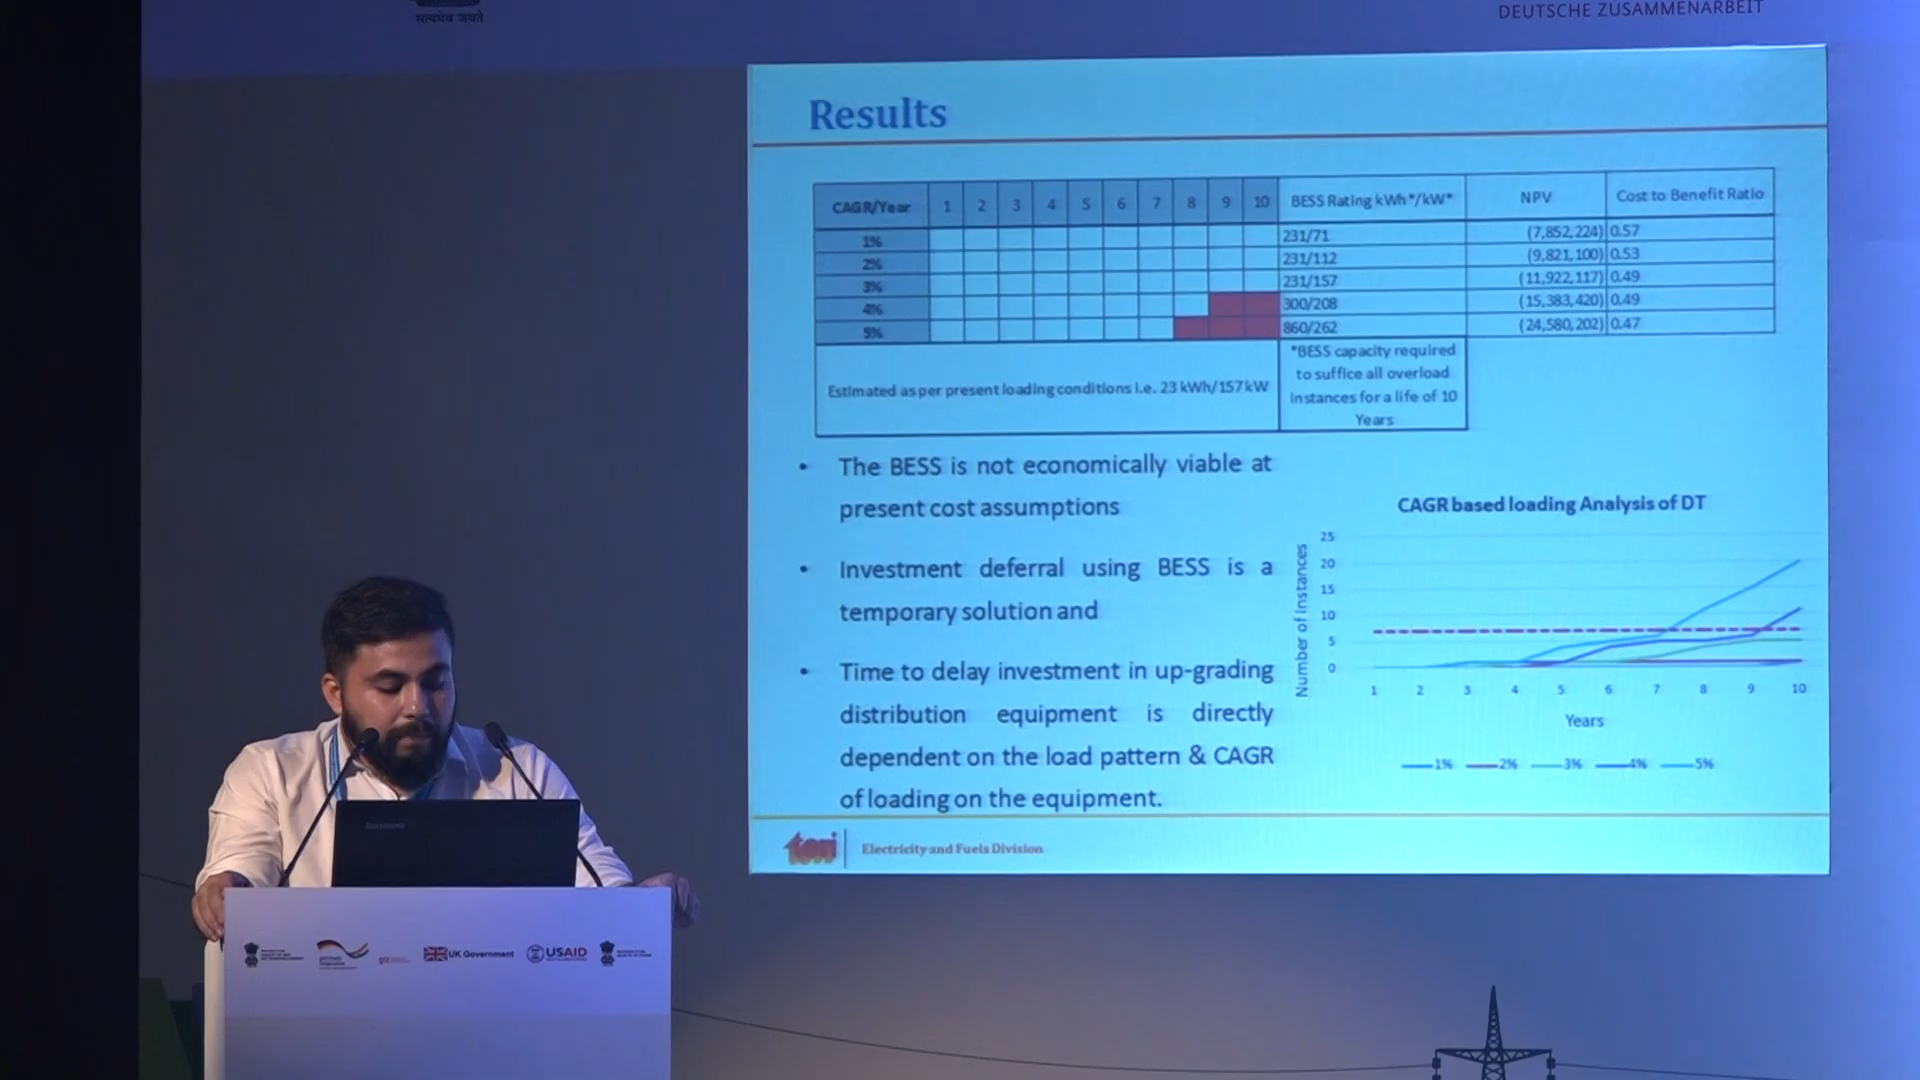 सत्यमेव जयते
DEUTSCHE ZUSAMMENARBEIT
Results
CAGR/Year 1 2 3 4 5 6 7 8 9 10 BESS Rating kWh*/kW* NPV Cost to Benefit Ratio
1% 231/71 (7,852,224) 0.57
2% 231/112 (9,821,100) 0.53
3% 231/157 (11,922,117) 0.49
4% 300/208 (15,383,420) 0.49
5% 860/262 (24,580,202) 0.47
Estimated as per present loading conditions i.e. 23 kWh/157 kW
*BESS capacity required
to suffice all overload
instances for a life of 10
Years
• The BESS is not economically viable at
present cost assumptions
• Investment deferral using BESS is a
temporary solution and
• Time to delay investment in up-grading
distribution equipment is directly
dependent on the load pattern & CAGR
of loading on the equipment.
CAGR based loading Analysis of DT
Number of Instances
25
20
15
10
5
0
1 2 3 4 5 6 7 8 9 10
Years
1% 2% 3% 4% 5%
teri
Electricity and Fuels Division
giz
UK Government
USAID